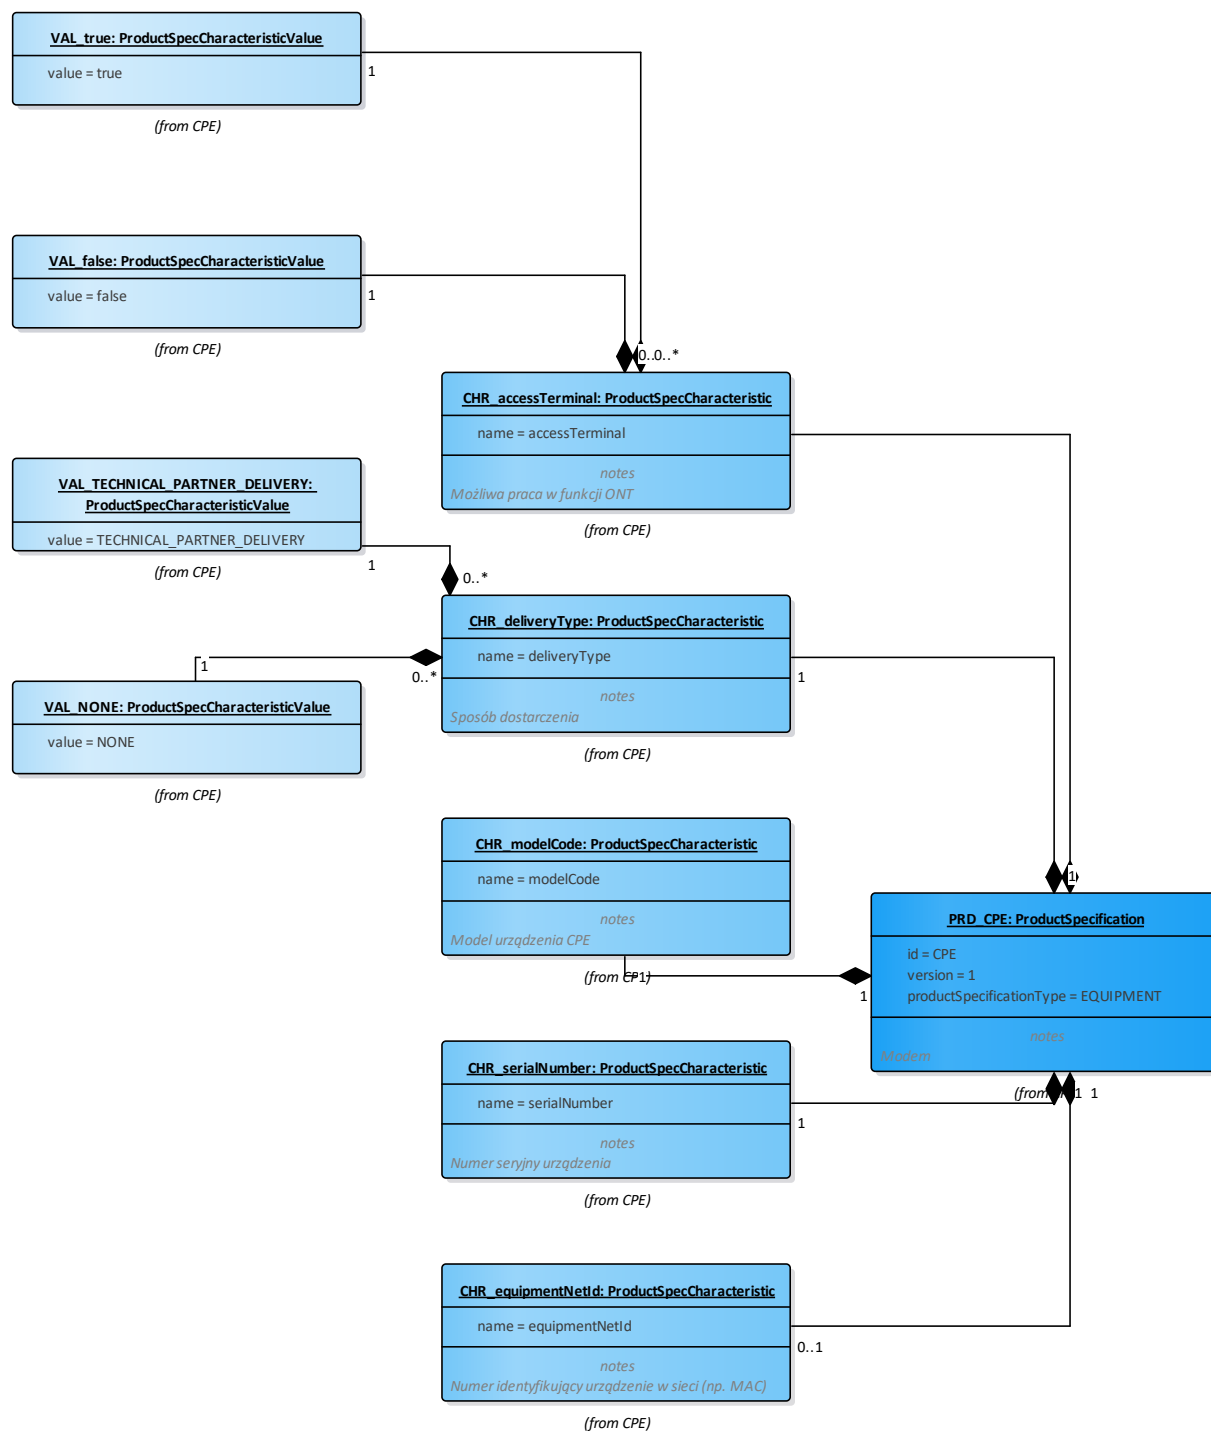 VAL_true: ProductSpecCharacteristicValue
value = true
1
(from CPE)
VAL_false: ProductSpecCharacteristicValue
value = false
1
(from CPE)
0..0..*
CHR_accessTerminal: ProductSpecCharacteristic
name = accessTerminal
notes
Możliwa praca w funkcji ONT
(from CPE)
VAL_TECHNICAL_PARTNER_DELIVERY:
ProductSpecCharacteristicValue
value = TECHNICAL_PARTNER_DELIVERY
1
(from CPE)
0..*
CHR_deliveryType: ProductSpecCharacteristic
name = deliveryType
1
notes
Sposób dostarczenia
(from CPE)
1
0..*
VAL_NONE: ProductSpecCharacteristicValue
value = NONE
(from CPE)
CHR_modelCode: ProductSpecCharacteristic
name = modelCode
notes
Model urządzenia CPE
(from CP1)
1
1
PRD_CPE: ProductSpecification
id = CPE
version = 1
productSpecificationType = EQUIPMENT
notes
Modem
(from
1 1
CHR_serialNumber: ProductSpecCharacteristic
name = serialNumber
1
notes
Numer seryjny urządzenia
(from CPE)
CHR_equipmentNetId: ProductSpecCharacteristic
name = equipmentNetId
0..1
notes
Numer identyfikujący urządzenie w sieci (np. MAC)
(from CPE)